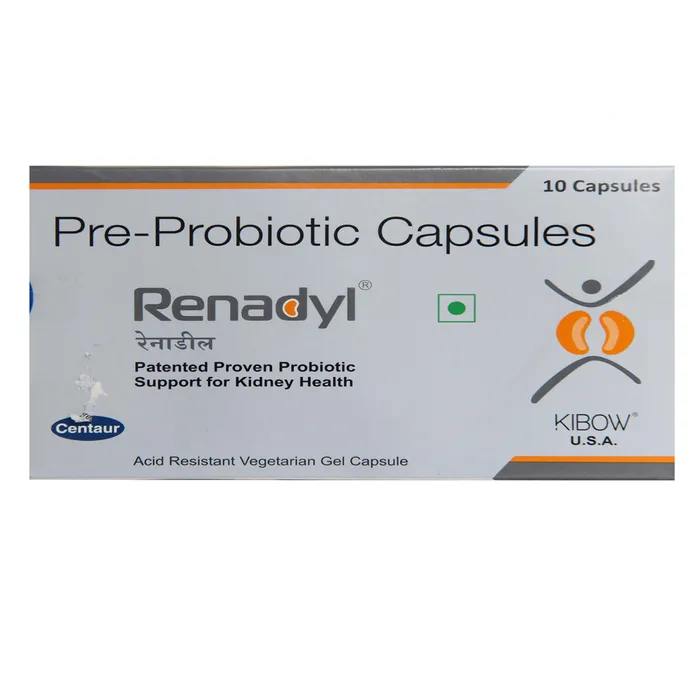 10 Capsules
Pre-Probiotic Capsules
Renadyl®
रेनाडील
Patented Proven Probiotic
Support for Kidney Health
Centaur
KIBOW®
U.S.A.
Acid Resistant Vegetarian Gel Capsule